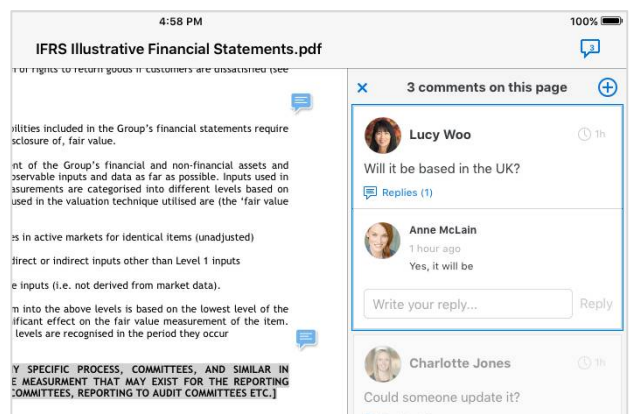 4:58 PM
100%
IFRS Illustrative Financial Statements.pdf
3
of rights to return goods if customers are dissatisfied (see
ilities included in the Group's financial statements require
sclosure of, fair value.
ent of the Group's financial and non-financial assets and
bservable inputs and data as far as possible. Inputs used in
asurements are categorised into different levels based on
used in the valuation technique utilised are (the 'fair value
es in active markets for identical items (unadjusted)
direct or indirect inputs other than Level 1 inputs
e inputs (i.e. not derived from market data).
m into the above levels is based on the lowest level of the
nificant effect on the fair value measurement of the item.
levels are recognised in the period they occur
Y SPECIFIC PROCESS, COMMITTEES, AND SIMILAR IN
E MEASURMENT THAT MAY EXIST FOR THE REPORTING
COMMITTEES, REPORTING TO AUDIT COMMITTEES ETC.]
3 comments on this page
Lucy Woo
1h
Will it be based in the UK?
Replies (1)
Anne McLain
1 hour ago
Yes, it will be
Write your reply...
Reply
Charlotte Jones
1h
Could someone update it?